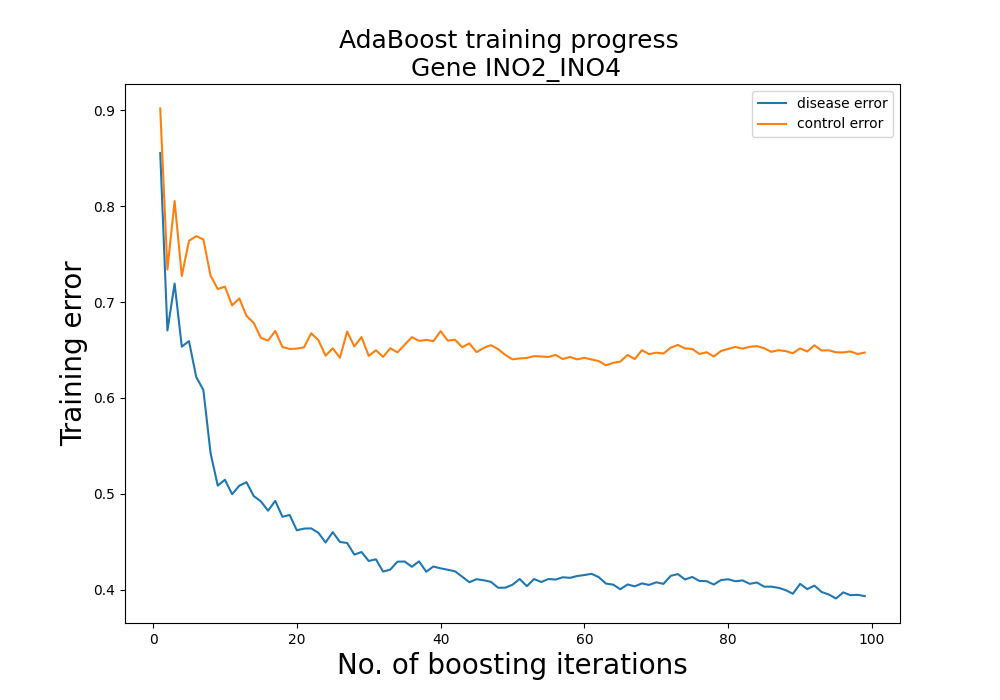 AdaBoost training progress
Gene INO2_INO4
disease error
control error
Training error
0.9
0.8
0.7
0.6
0.5
0.4
0
20
40
60
80
100
No. of boosting iterations